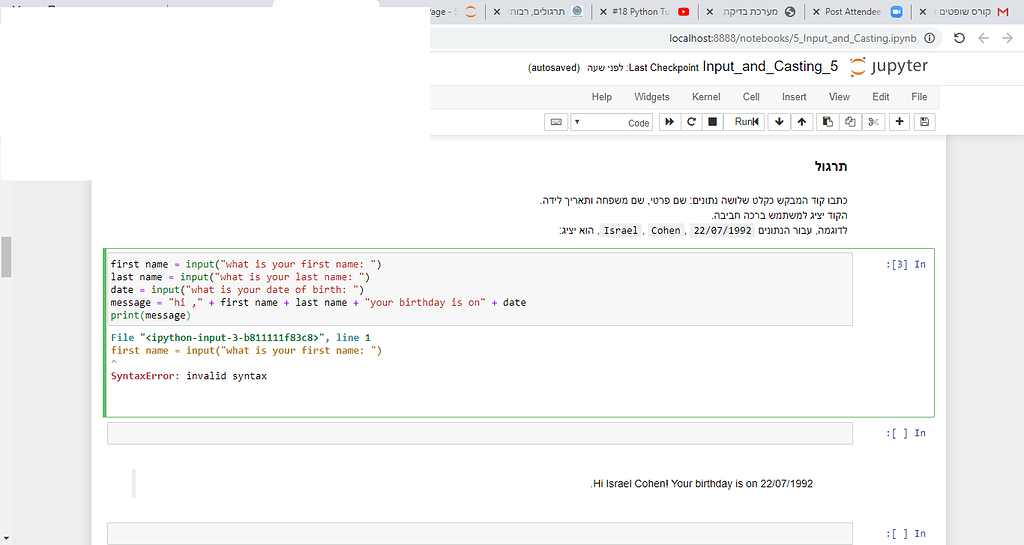 age - S
תרגולים, רבוה
#18 Python Tu
מערכת בדיקה
Post Attendee
קורס שופטים
localhost:8888/notebooks/5_Input_and_Casting.ipynb
jupyter Input_and_Casting_5 Last Checkpoint: לפני שעה (autosaved)
File Edit View Insert Cell Kernel Widgets Help
Run Code
תרגול
כתבו קוד המבקש כקלט שלושה נתונים: שם פרטי, שם משפחה ותאריך לידה.
הקוד יציג למשתמש ברכה חביבה.
לדוגמה, עבור הנתונים 22/07/1992 , Cohen , Israel , הוא יציג:
In [3]:
first name = input("what is your first name: ")
last name = input("what is your last name: ")
date = input("what is your date of birth: ")
message = "hi ," + first name + last name + "your birthday is on" + date
print(message)
File "<ipython-input-3-b811111f83c8>", line 1
first name = input("what is your first name: ")
^
SyntaxError: invalid syntax
In [ ]:
.Hi Israel Cohen! Your birthday is on 22/07/1992
In [ ]: